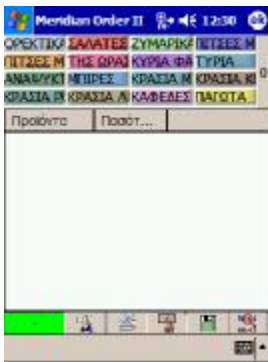 Meridian Order II 12:30 ok
ΟΡΕΚΤΙΚΑ ΣΑΛΑΤΕΣ ΖΥΜΑΡΙΚΑ ΠΙΤΣΕΣ Μ
ΠΙΤΣΕΣ Μ ΤΗΣ ΩΡΑΣ ΚΥΡΙΑ ΦΑ ΤΥΡΙΑ
ΑΝΑΨΥΚΤ ΜΠΙΡΕΣ ΚΡΑΣΙΑ Μ ΚΡΑΣΙΑ Κ
ΚΡΑΣΙΑ ΚΡΑΣΙΑ ΚΑΦΕΔΕΣ ΠΑΓΩΤΑ
Προϊόντα Ποσότ...